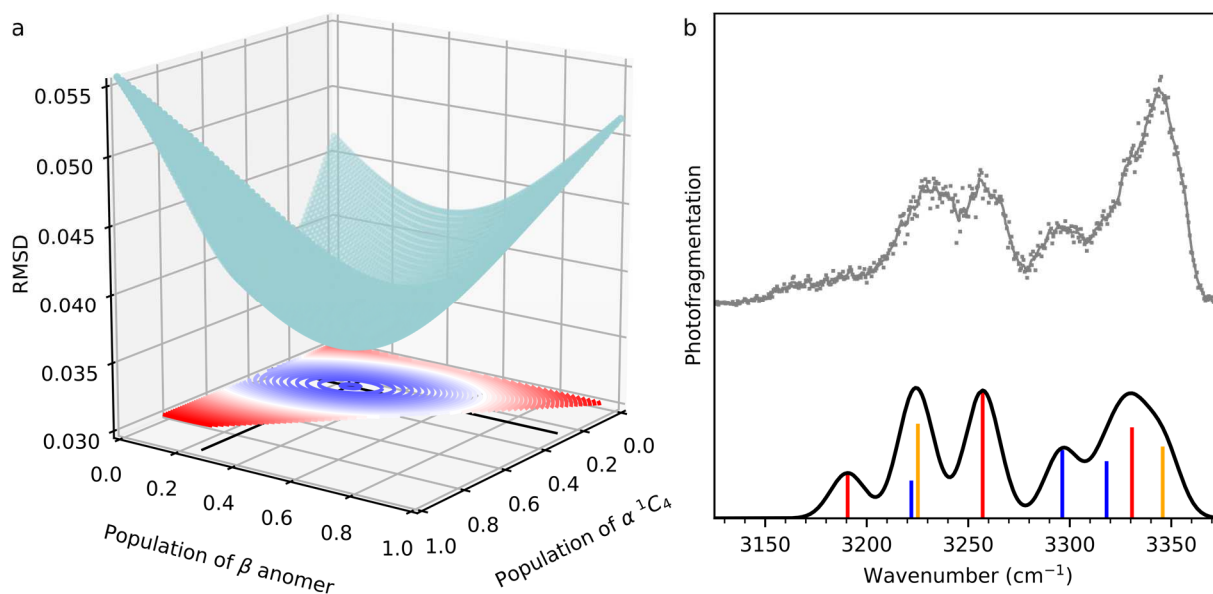 a
RMSD
0.055
0.050
0.045
0.040
0.035
0.030
0.0
0.2
0.4
0.6
0.8
1.0
Population of β anomer
1.0
0.8
0.6
0.4
0.2
0.0
Population of α ¹C₄
b
Photofragmentation
3150 3200 3250 3300 3350
Wavenumber (cm⁻¹)